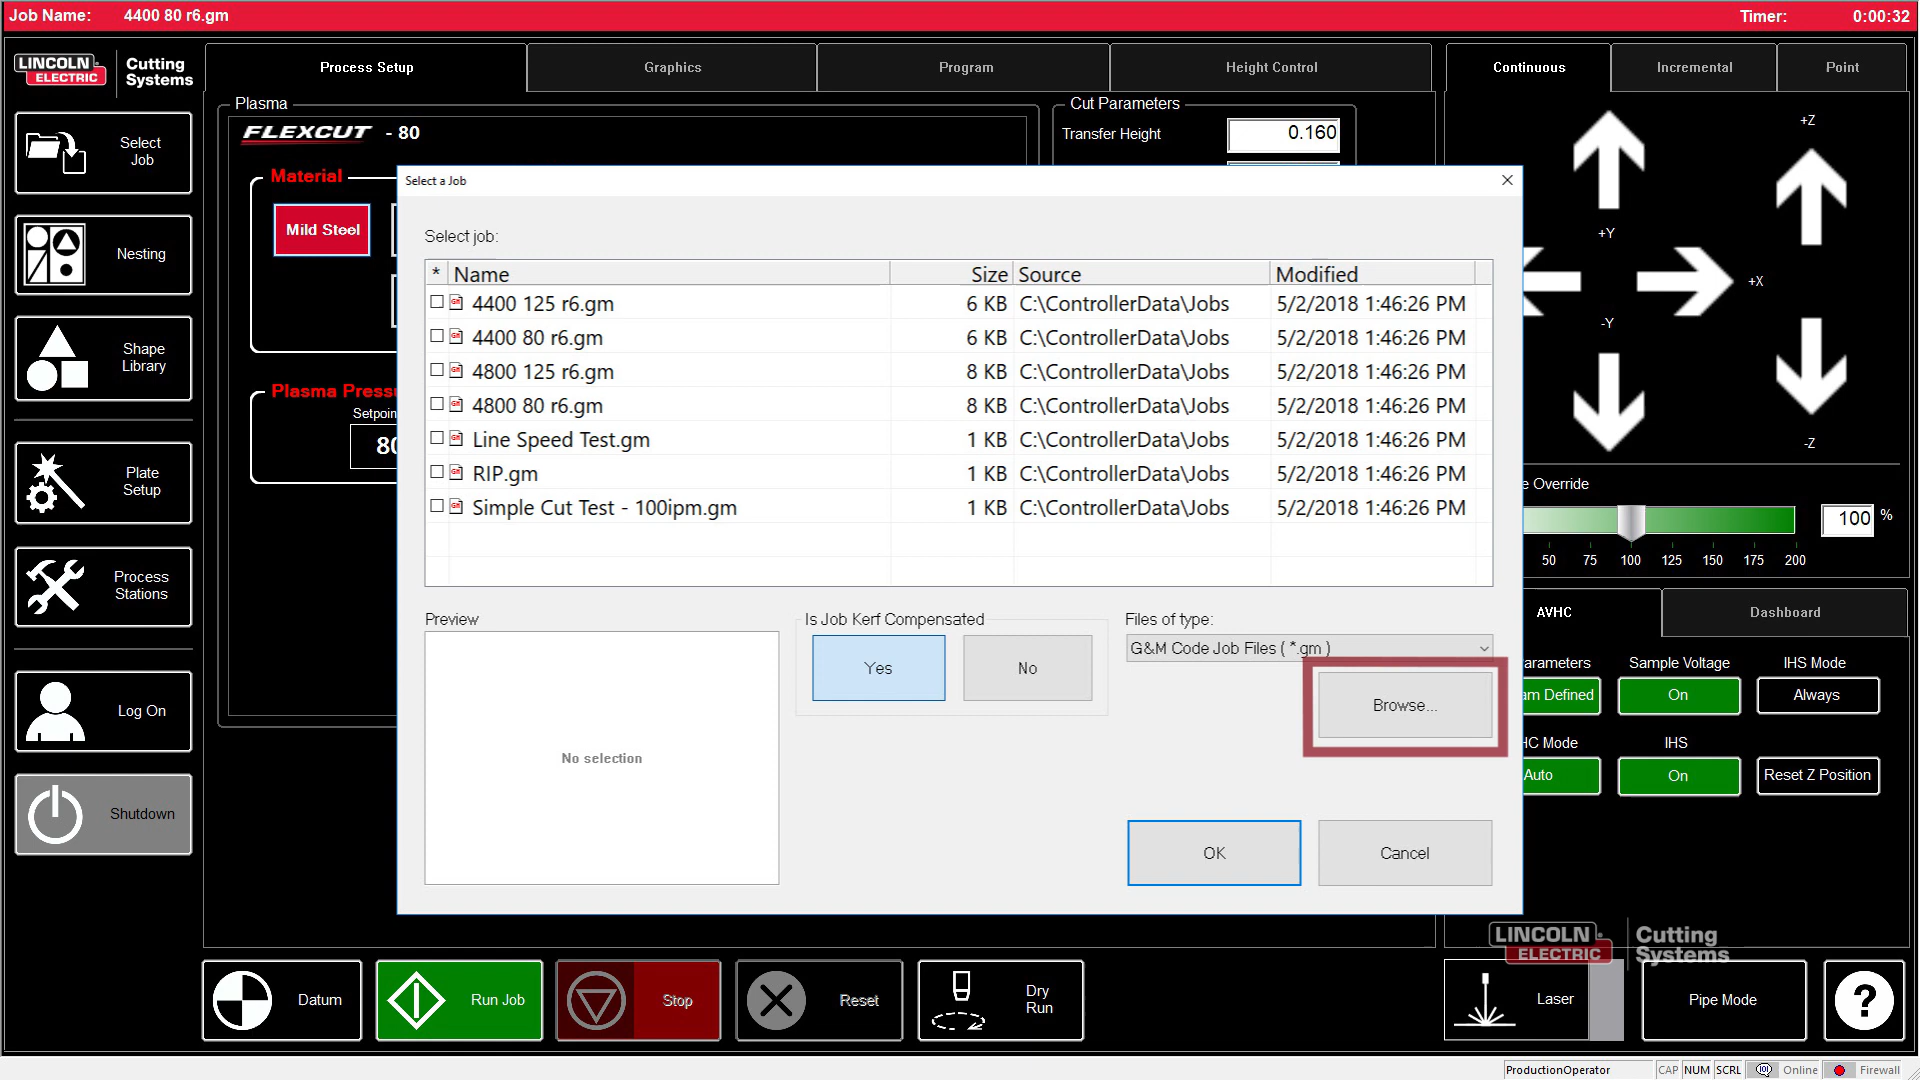 Job Name: 4400 80 r6.gm Timer: 0:00:32
LINCOLN ELECTRIC Cutting Systems
Process Setup Graphics Program Height Control Continuous Incremental Point
Select Job
Nesting
Shape Library
Plate Setup
Process Stations
Log On
Shutdown
Plasma
FLEXCUT - 80
Material
Mild Steel
Setpoin
80
Cut Parameters
Transfer Height 0.160
Select a Job
Select job:
* Name Size Source Modified
4400 125 r6.gm 6 KB C:\ControllerData\Jobs 5/2/2018 1:46:26 PM
4400 80 r6.gm 6 KB C:\ControllerData\Jobs 5/2/2018 1:46:26 PM
4800 125 r6.gm 8 KB C:\ControllerData\Jobs 5/2/2018 1:46:26 PM
4800 80 r6.gm 8 KB C:\ControllerData\Jobs 5/2/2018 1:46:26 PM
Line Speed Test.gm 1 KB C:\ControllerData\Jobs 5/2/2018 1:46:26 PM
RIP.gm 1 KB C:\ControllerData\Jobs 5/2/2018 1:46:26 PM
Simple Cut Test - 100ipm.gm 1 KB C:\ControllerData\Jobs 5/2/2018 1:46:26 PM
Preview
No selection
Is Job Kerf Compensated
Yes No
Files of type:
G&M Code Job Files ( *.gm )
Browse...
OK Cancel
+Z
+Y
+X
-Y
-Z
e Override
100 %
50 75 100 125 150 175 200
AVHC Dashboard
arameters Sample Voltage IHS Mode
am Defined On Always
HC Mode IHS
Auto On Reset Z Position
LINCOLN ELECTRIC Cutting Systems
Datum Run Job Stop Reset Dry Run Laser Pipe Mode ?
ProductionOperator CAP NUM SCRL Online Firewall